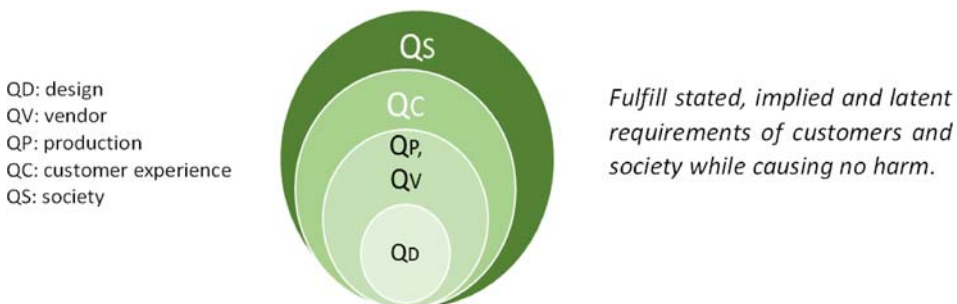 QD: design
QV: vendor
QP: production
QC: customer experience
QS: society
QS
QC
QP,
QV
QD
Fulfill stated, implied and latent
requirements of customers and
society while causing no harm.